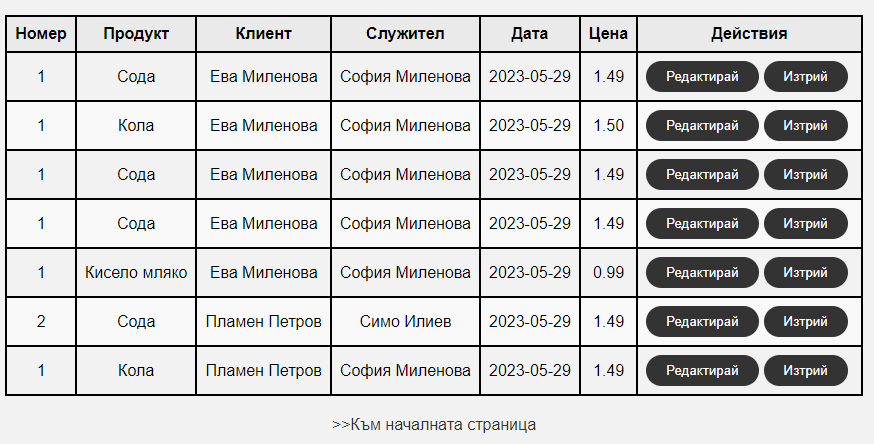 Номер Продукт Клиент Служител Дата Цена Действия
1 Сода Ева Миленова София Миленова 2023-05-29 1.49 Редактирай Изтрий
1 Кола Ева Миленова София Миленова 2023-05-29 1.50 Редактирай Изтрий
1 Сода Ева Миленова София Миленова 2023-05-29 1.49 Редактирай Изтрий
1 Сода Ева Миленова София Миленова 2023-05-29 1.49 Редактирай Изтрий
1 Кисело мляко Ева Миленова София Миленова 2023-05-29 0.99 Редактирай Изтрий
2 Сода Пламен Петров Симо Илиев 2023-05-29 1.49 Редактирай Изтрий
1 Кола Пламен Петров София Миленова 2023-05-29 1.49 Редактирай Изтрий
>>Към началната страница